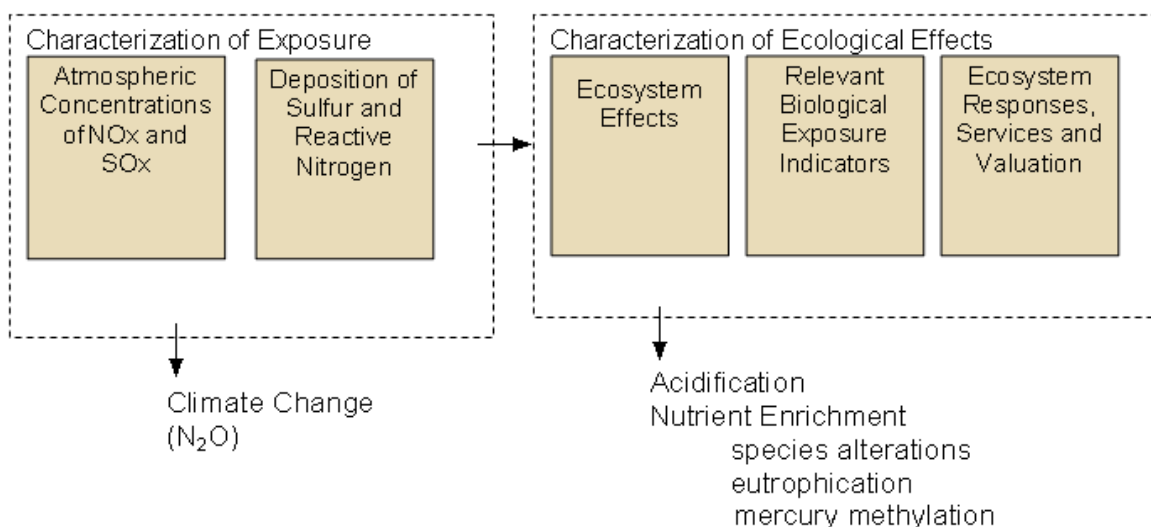 Characterization of Exposure
Atmospheric
Concentrations
of NOx and
SOx
Deposition of
Sulfur and
Reactive
Nitrogen
Characterization of Ecological Effects
Ecosystem
Effects
Relevant
Biological
Exposure
Indicators
Ecosystem
Responses,
Services and
Valuation
Climate Change
(N₂O)
Acidification
Nutrient Enrichment
species alterations
eutrophication
mercury methylation